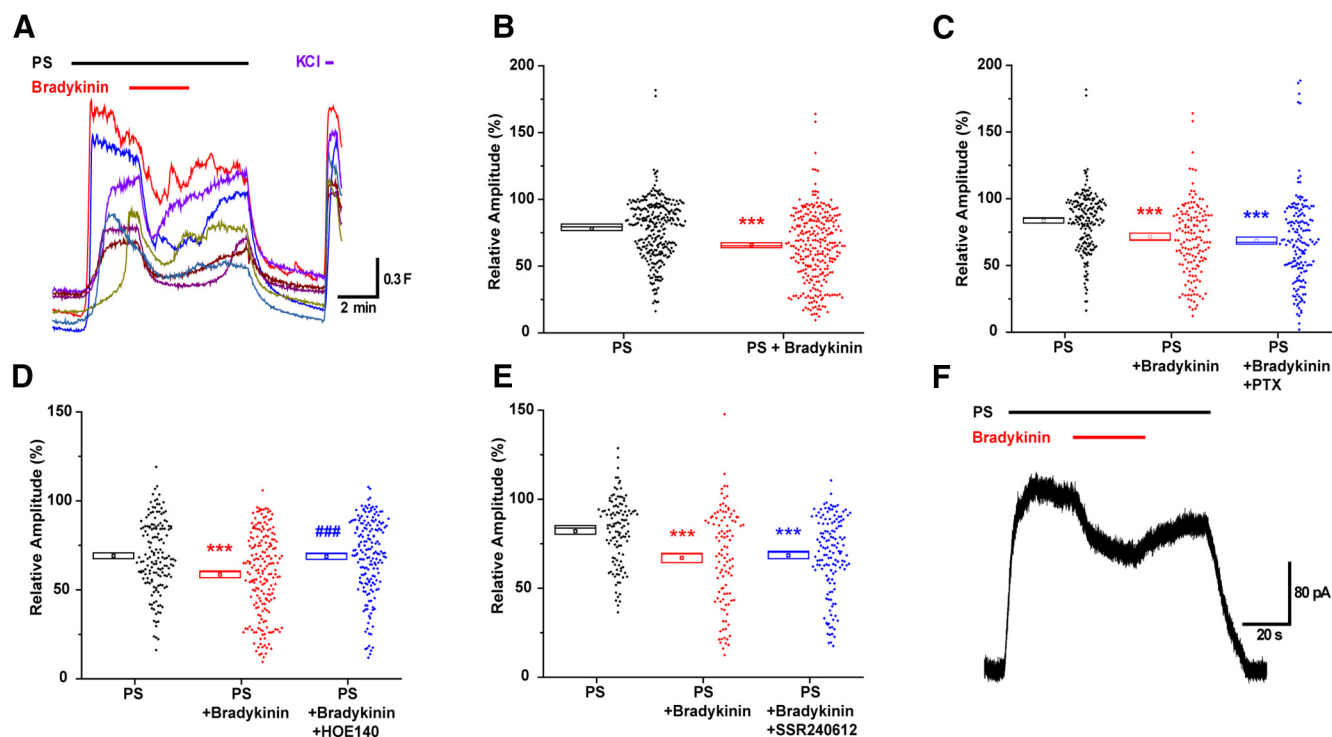 A
PS
KCl
Bradykinin
0.3 F
2 min
B
Relative Amplitude (%)
200
150
100
50
0
***
PS
PS + Bradykinin
C
Relative Amplitude (%)
200
150
100
50
0
***
***
PS
PS
+Bradykinin
PS
+Bradykinin
+PTX
D
Relative Amplitude (%)
150
100
50
0
***
###
PS
PS
+Bradykinin
PS
+Bradykinin
+HOE140
E
Relative Amplitude (%)
150
100
50
0
***
***
PS
PS
+Bradykinin
PS
+Bradykinin
+SSR240612
F
PS
Bradykinin
80 pA
20 s